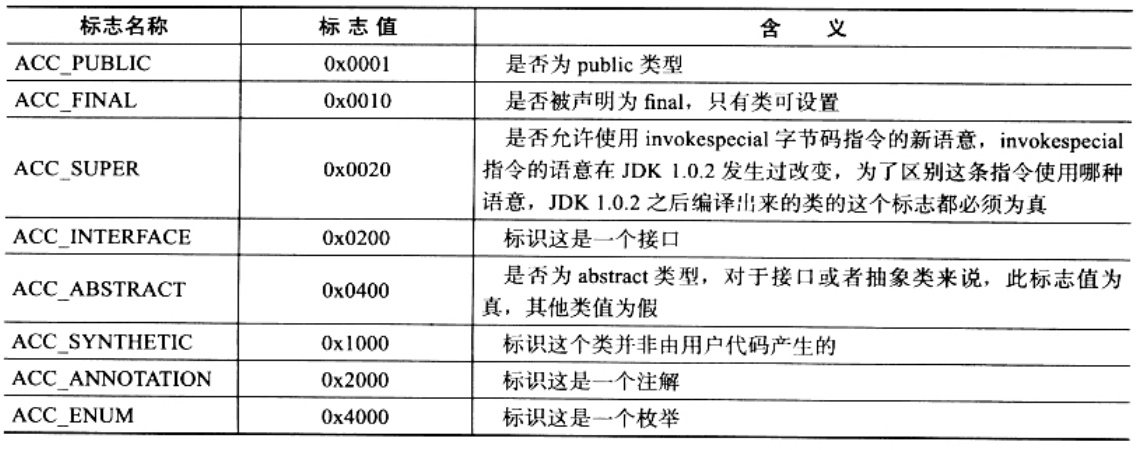 标志名称 标 志 值 含 义
ACC_PUBLIC 0x0001 是否为 public 类型
ACC_FINAL 0x0010 是否被声明为 final，只有类可设置
是否允许使用 invokespecial 字节码指令的新语意，invokespecial
ACC_SUPER 0x0020 指令的语意在 JDK 1.0.2 发生过改变，为了区别这条指令使用哪种
语意，JDK 1.0.2 之后编译出来的类的这个标志都必须为真
ACC_INTERFACE 0x0200 标识这是一个接口
是否为 abstract 类型，对于接口或者抽象类来说，此标志值为
ACC_ABSTRACT 0x0400
真，其他类值为假
ACC_SYNTHETIC 0x1000 标识这个类并非由用户代码产生的
ACC_ANNOTATION 0x2000 标识这是一个注解
ACC_ENUM 0x4000 标识这是一个枚举